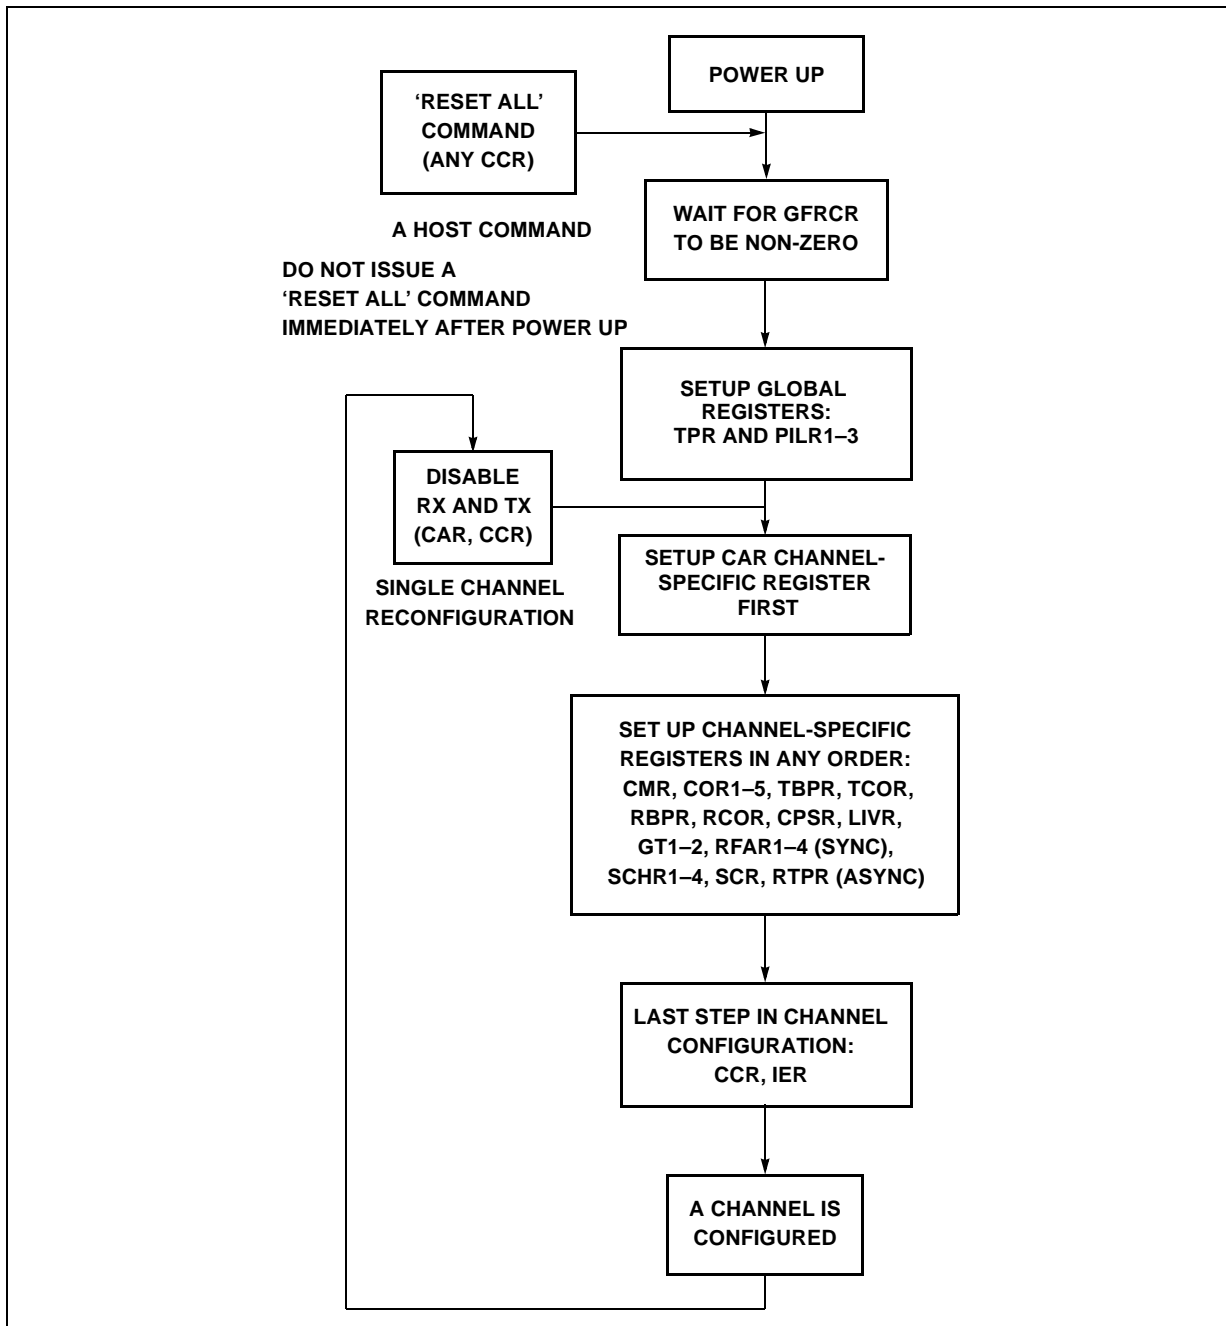 POWER UP
‘RESET ALL’
COMMAND
(ANY CCR)
A HOST COMMAND
DO NOT ISSUE A
‘RESET ALL’ COMMAND
IMMEDIATELY AFTER POWER UP
WAIT FOR GFRCR
TO BE NON-ZERO
SETUP GLOBAL
REGISTERS:
TPR AND PILR1–3
DISABLE
RX AND TX
(CAR, CCR)
SINGLE CHANNEL
RECONFIGURATION
SETUP CAR CHANNEL-
SPECIFIC REGISTER
FIRST
SET UP CHANNEL-SPECIFIC
REGISTERS IN ANY ORDER:
CMR, COR1–5, TBPR, TCOR,
RBPR, RCOR, CPSR, LIVR,
GT1–2, RFAR1–4 (SYNC),
SCHR1–4, SCR, RTPR (ASYNC)
LAST STEP IN CHANNEL
CONFIGURATION:
CCR, IER
A CHANNEL IS
CONFIGURED